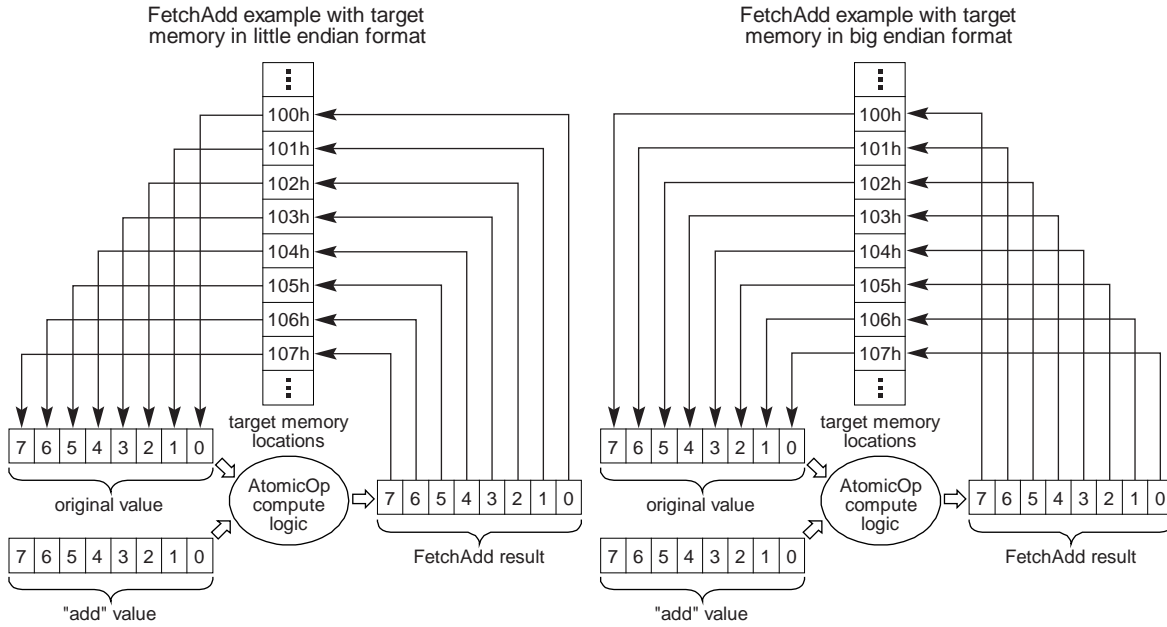 FetchAdd example with target
memory in little endian format
100h
101h
102h
103h
104h
105h
106h
107h
target memory
locations
7 6 5 4 3 2 1 0
original value
AtomicOp
compute
logic
7 6 5 4 3 2 1 0
FetchAdd result
7 6 5 4 3 2 1 0
"add" value
FetchAdd example with target
memory in big endian format
100h
101h
102h
103h
104h
105h
106h
107h
target memory
locations
7 6 5 4 3 2 1 0
original value
AtomicOp
compute
logic
7 6 5 4 3 2 1 0
FetchAdd result
7 6 5 4 3 2 1 0
"add" value